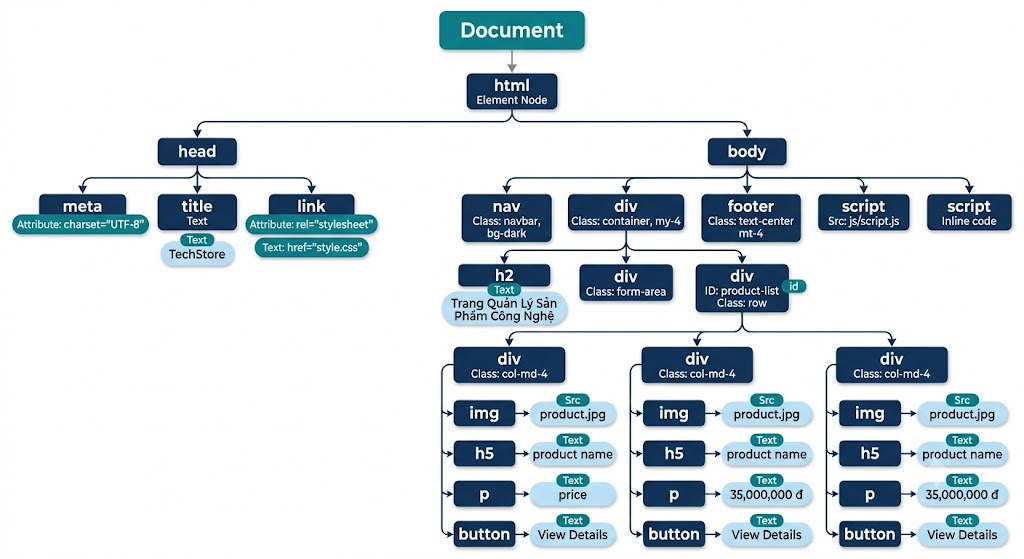 Document
html
Element Node
head
body
meta
Attribute: charset="UTF-8"
title
Text
Text
TechStore
link
Attribute: rel="stylesheet"
Text: href="style.css"
nav
Class: navbar,
bg-dark
div
Class: container, my-4
footer
Class: text-center
mt-4
script
Src: js/script.js
script
Inline code
h2
Text
Trang Quản Lý Sản
Phẩm Công Nghệ
div
Class: form-area
div
ID: product-list
Class: row
id
div
Class: col-md-4
div
Class: col-md-4
div
Class: col-md-4
img
Src
product.jpg
img
Src
product.jpg
img
Src
product.jpg
h5
Text
product name
h5
Text
product name
h5
Text
product name
p
Text
price
p
Text
35,000,000 đ
p
Text
35,000,000 đ
button
Text
View Details
button
Text
View Details
button
Text
View Details